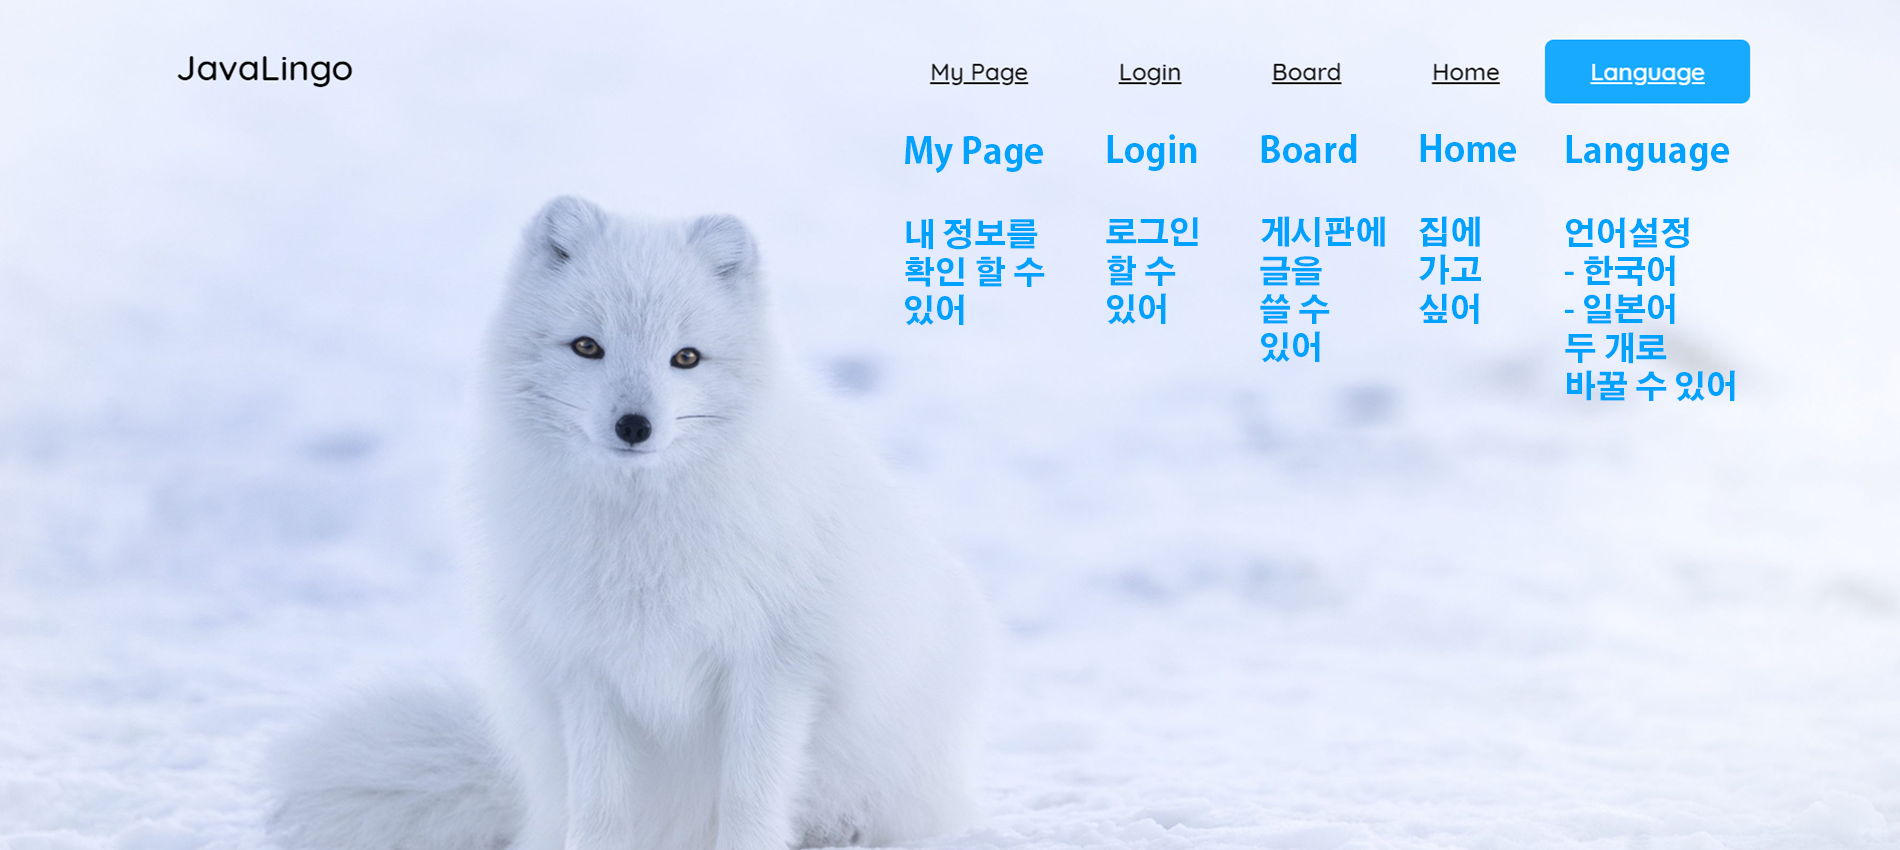 JavaLingo
My Page
Login
Board
Home
Language
My Page
내 정보를
확인 할 수
있어
Login
로그인
할 수
있어
Board
게시판에
글을
쓸 수
있어
Home
집에
가고
싶어
Language
언어설정
- 한국어
- 일본어
두 개로
바꿀 수 있어